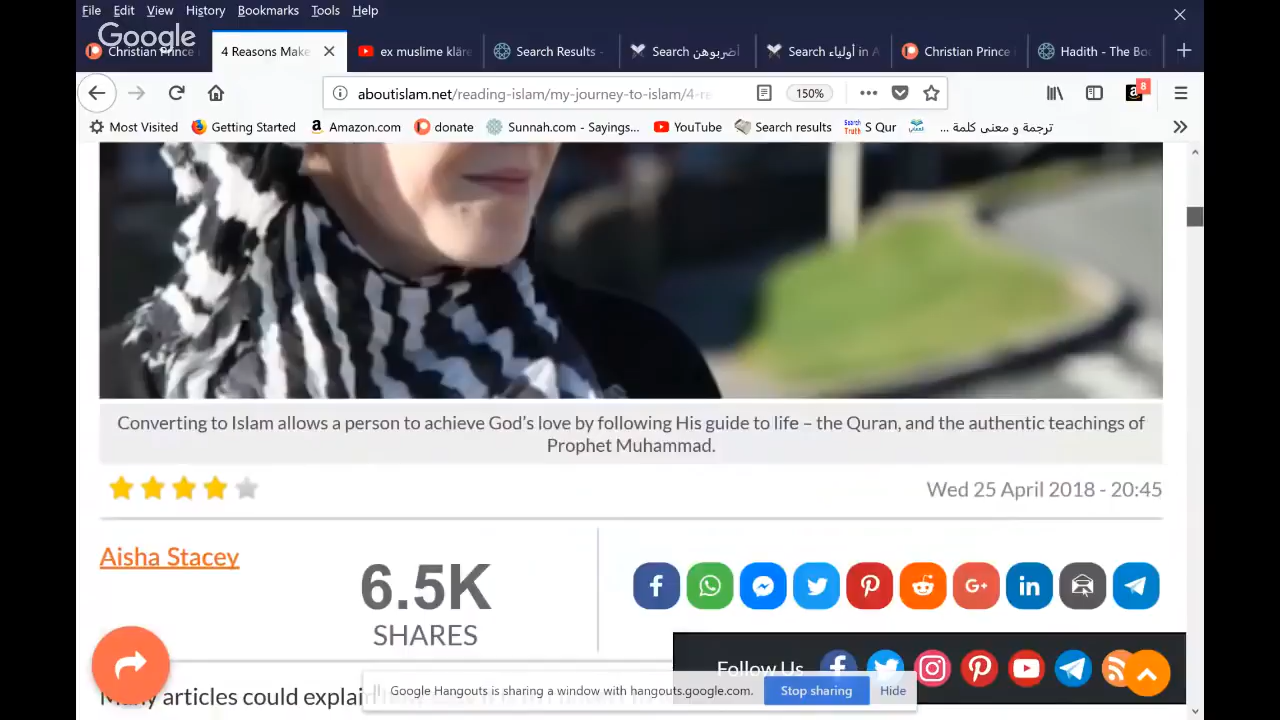 File Edit View History Bookmarks Tools Help
Google
Christian Prince
4 Reasons Make
ex muslime kläre
Search Results -
Search اضربوهن
Search أولياء in A
Christian Prince
Hadith - The Bo
aboutislam.net/reading-islam/my-journey-to-islam/4-re
150%
8
Most Visited Getting Started Amazon.com donate Sunnah.com - Sayings... YouTube Search results S Qur ترجمة و معنى كلمة ...
Converting to Islam allows a person to achieve God's love by following His guide to life – the Quran, and the authentic teachings of
Prophet Muhammad.
Wed 25 April 2018 - 20:45
Aisha Stacey
6.5K
SHARES
Follow Us
Google Hangouts is sharing a window with hangouts.google.com. Stop sharing Hide
Many articles could explain